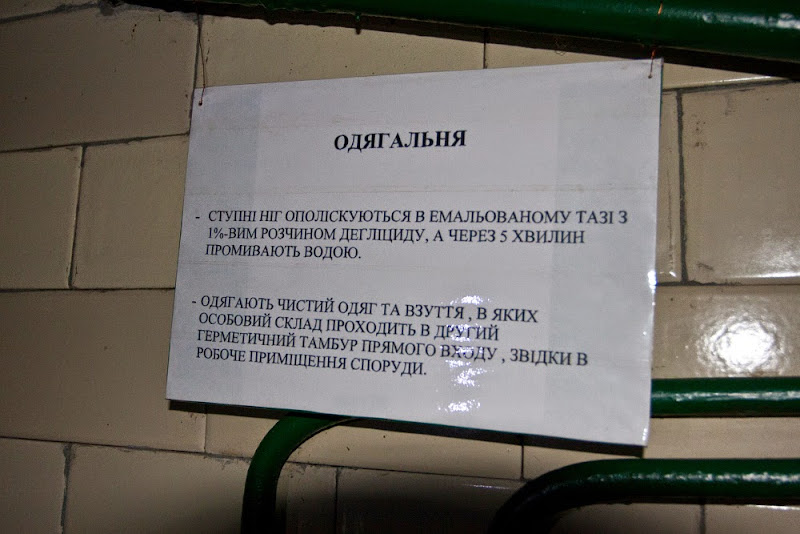 ОДЯГАЛЬНЯ
- СТУПНІ НІГ ОПОЛІСКУЮТЬСЯ В ЕМАЛЬОВАНОМУ ТАЗІ З
1%-ВИМ РОЗЧИНОМ ДЕГЛІЦИДУ, А ЧЕРЕЗ 5 ХВИЛИН
ПРОМИВАЮТЬ ВОДОЮ.
- ОДЯГАЮТЬ ЧИСТИЙ ОДЯГ ТА ВЗУТТЯ , В ЯКИХ
ОСОБОВИЙ СКЛАД ПРОХОДИТЬ В ДРУГИЙ
ГЕРМЕТИЧНИЙ ТАМБУР ПРЯМОГО ВХОДУ , ЗВІДКИ В
РОБОЧЕ ПРИМІЩЕННЯ СПОРУДИ.